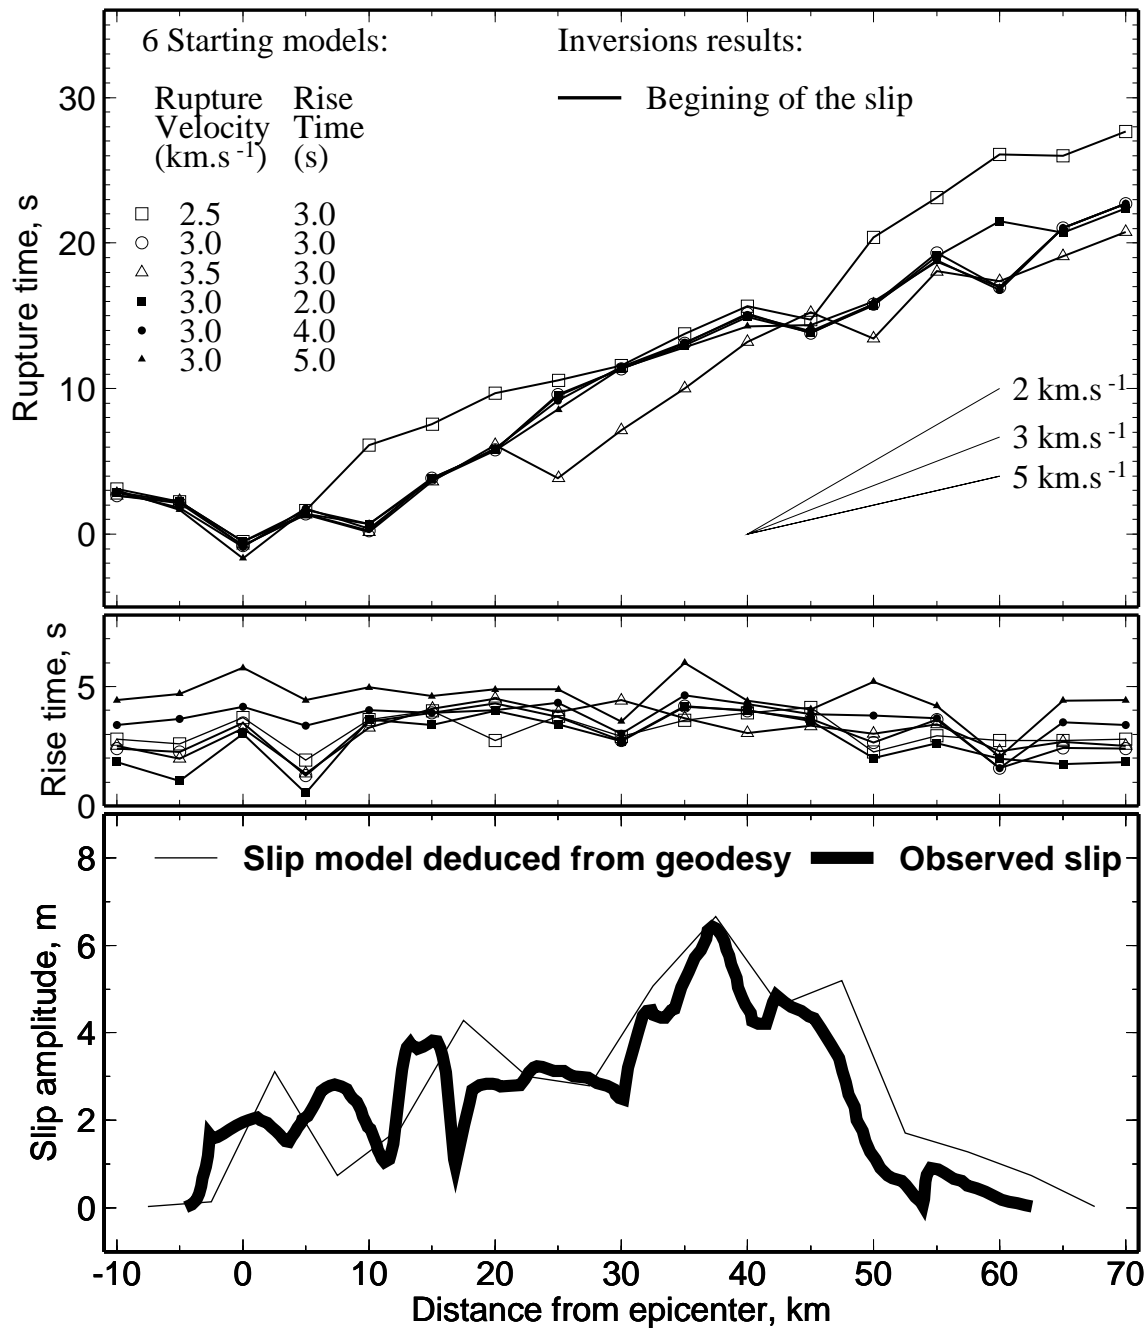 6 Starting models:
Inversions results:
Rupture Velocity (km.s -1)
Rise Time (s)
Begining of the slip
2.5 3.0
3.0 3.0
3.5 3.0
3.0 2.0
3.0 4.0
3.0 5.0
30
20
10
0
Rupture time, s
2 km.s -1
3 km.s -1
5 km.s -1
5
0
Rise time, s
Slip model deduced from geodesy
Observed slip
8
6
4
2
0
Slip amplitude, m
-10 0 10 20 30 40 50 60 70
Distance from epicenter, km